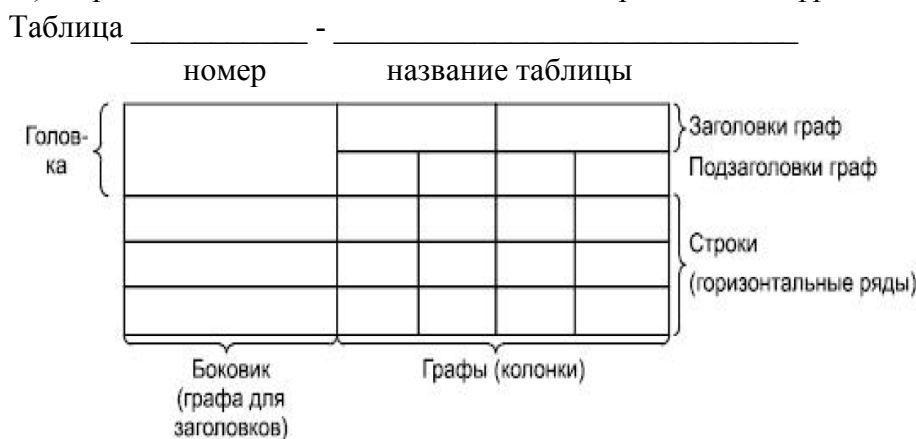 Таблица ___________ - _____________________________
номер название таблицы
Голов-
ка
Заголовки граф
Подзаголовки граф
Строки
(горизонтальные ряды)
Боковик
(графа для
заголовков)
Графы (колонки)